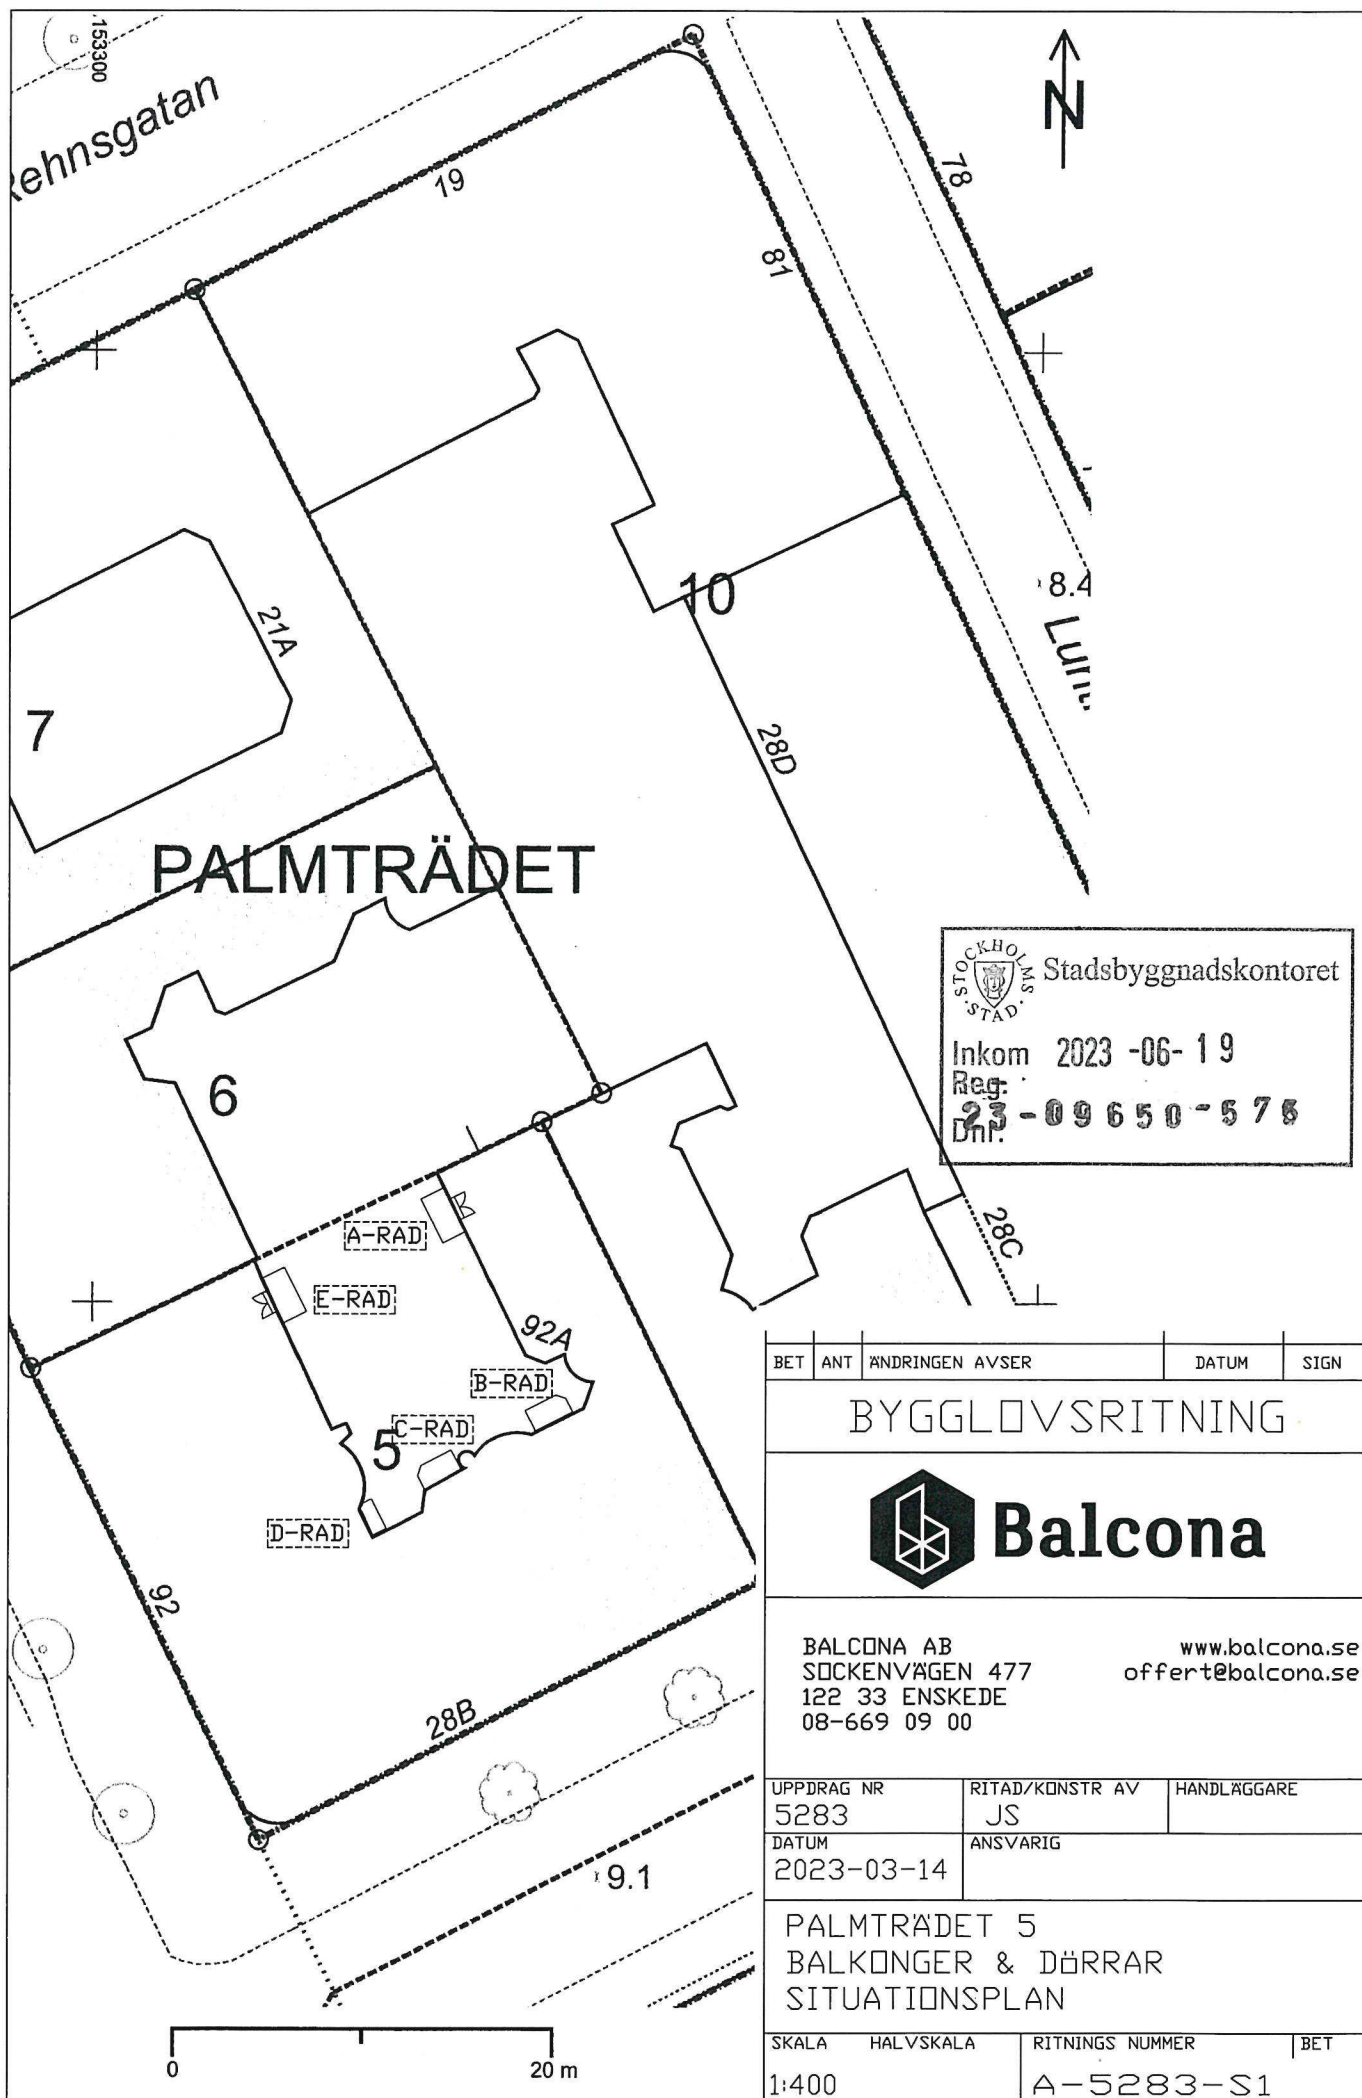 153300
Rehnsgatan
N
19
78
81
10
8.4
21A
7
28D
PALMTRÄDET
STOCKHOLMS STAD
Stadsbyggnadskontoret
Inkom 2023-06-19
Reg.
Dnr.
6
28C
A-RAD
E-RAD
92A
B-RAD
C-RAD
5
D-RAD
92
28B
9.1
0
20 m
BET ANT ÄNDRINGEN AVSER DATUM SIGN
BYGGLOVSRITNING
Balcona
BALCONA AB www.balcona.se
SOCKENVÄGEN 477 offert@balcona.se
122 33 ENSKEDE
08-669 09 00
UPPDRAG NR RITAD/KONSTR AV HANDLÄGGARE
5283 JS
DATUM ANSVARIG
2023-03-14
PALMTRÄDET 5
BALKONGER & DÖRRAR
SITUATIONSPLAN
SKALA HALVSKALA RITNINGS NUMMER BET
1:400 A-5283-S1